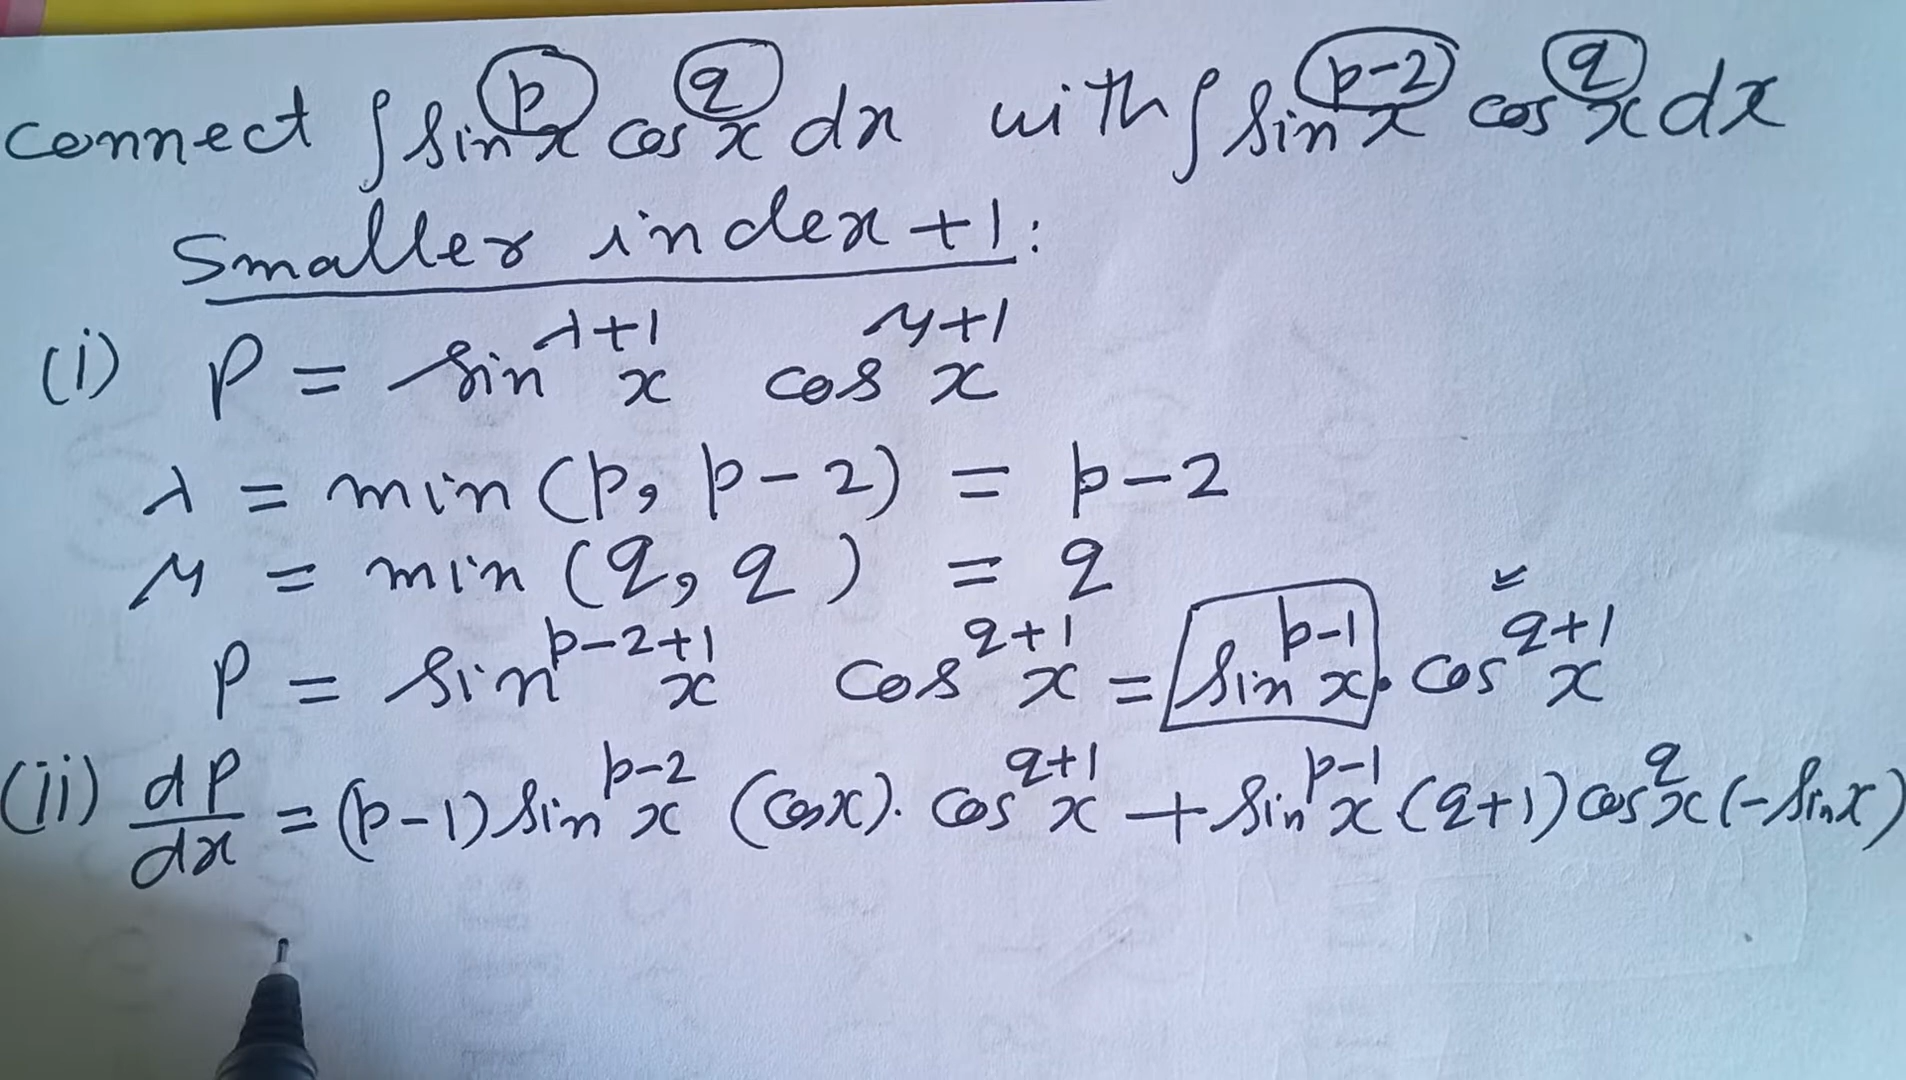 connect ∫ sin^p x cos^q x dx with ∫ sin^(p-2) x cos^q x dx
Smaller index +1:
(i) P = sin^(λ+1) x cos^(μ+1) x
λ = min (p, p-2) = p-2
μ = min (q, q) = q
P = sin^(p-2+1) x cos^(q+1) x = sin^(p-1) x . cos^(q+1) x
(ii) dP/dx = (p-1) sin^(p-2) x (cosx). cos^(q+1) x + sin^(p-1) x (q+1) cos^q x (-sinx)